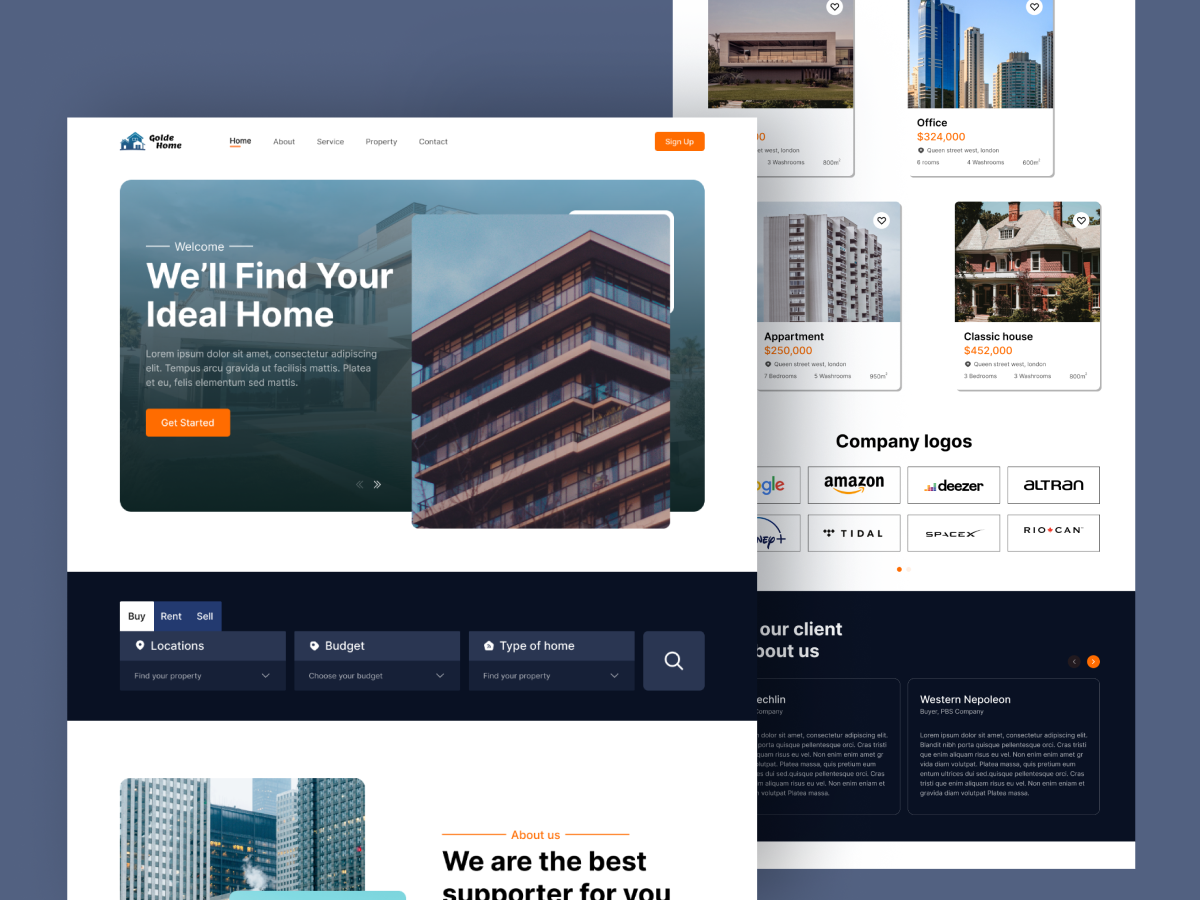 Golde
Home
Home
About
Service
Property
Contact
Sign Up
Welcome
We'll Find Your
Ideal Home
Lorem ipsum dolor sit amet, consectetur adipiscing
elit. Tempus arcu gravida ut facilisis mattis. Platea
et eu, felis elementum sed mattis.
Get Started
Buy
Rent
Sell
Locations
Find your property
Budget
Choose your budget
Type of home
Find your property
About us
We are the best
supporter for you
west, london
3 Washrooms
800m²
Office
$324,000
Queen street west, london
6 rooms
4 Washrooms
600m²
Appartment
$250,000
Queen street west, london
7 Bedrooms
5 Washrooms
950m²
Classic house
$452,000
Queen street west, london
3 Bedrooms
3 Washrooms
800m²
Company logos
ogle
amazon
deezer
ALTRAN
NEY+
TIDAL
SPACEX
RIO CAN
our client
bout us
echlin
Company
dolor sit amet, consectetur adipiscing elit.
porta quisque pellentesque orci. Cras tristi
quam risus eu vel. Non enim enim amet gr
volutpat. Platea massa, quis pretium eum
es dui sed.quisque pellentesque orci. Cras
aliquam risus eu vel. Non enim eniam et
volutpat Platea massa.
Western Nepoleon
Buyer, PBS Company
Lorem ipsum dolor sit amet, consectetur adipiscing elit.
Blandit nibh porta quisque pellentesque orci. Cras tristi
que enim aliquam risus eu vel. Non enim enim amet gr
vida diam volutpat. Platea massa, quis pretium eum
entum ultrices dui sed.quisque pellentesque orci. Cras
tristi que enim aliquam risus eu vel. Non enim eniam et
gravida diam volutpat Platea massa.